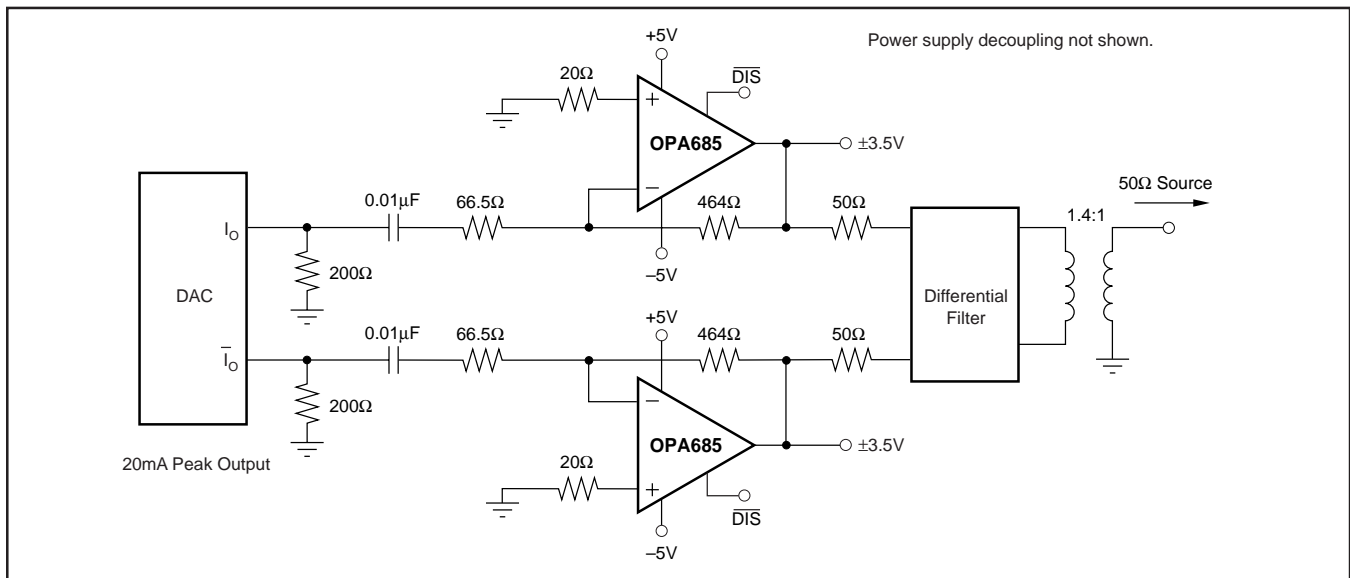 Power supply decoupling not shown.
+5V
20Ω
DIS
+
OPA685
±3.5V
−
0.01µF
66.5Ω
464Ω
50Ω
50Ω Source
1.4:1
I_O
200Ω
–5V
DAC
Differential
Filter
+5V
0.01µF
66.5Ω
464Ω
50Ω
I̅_O
200Ω
−
OPA685
±3.5V
20mA Peak Output
20Ω
+
DIS
–5V